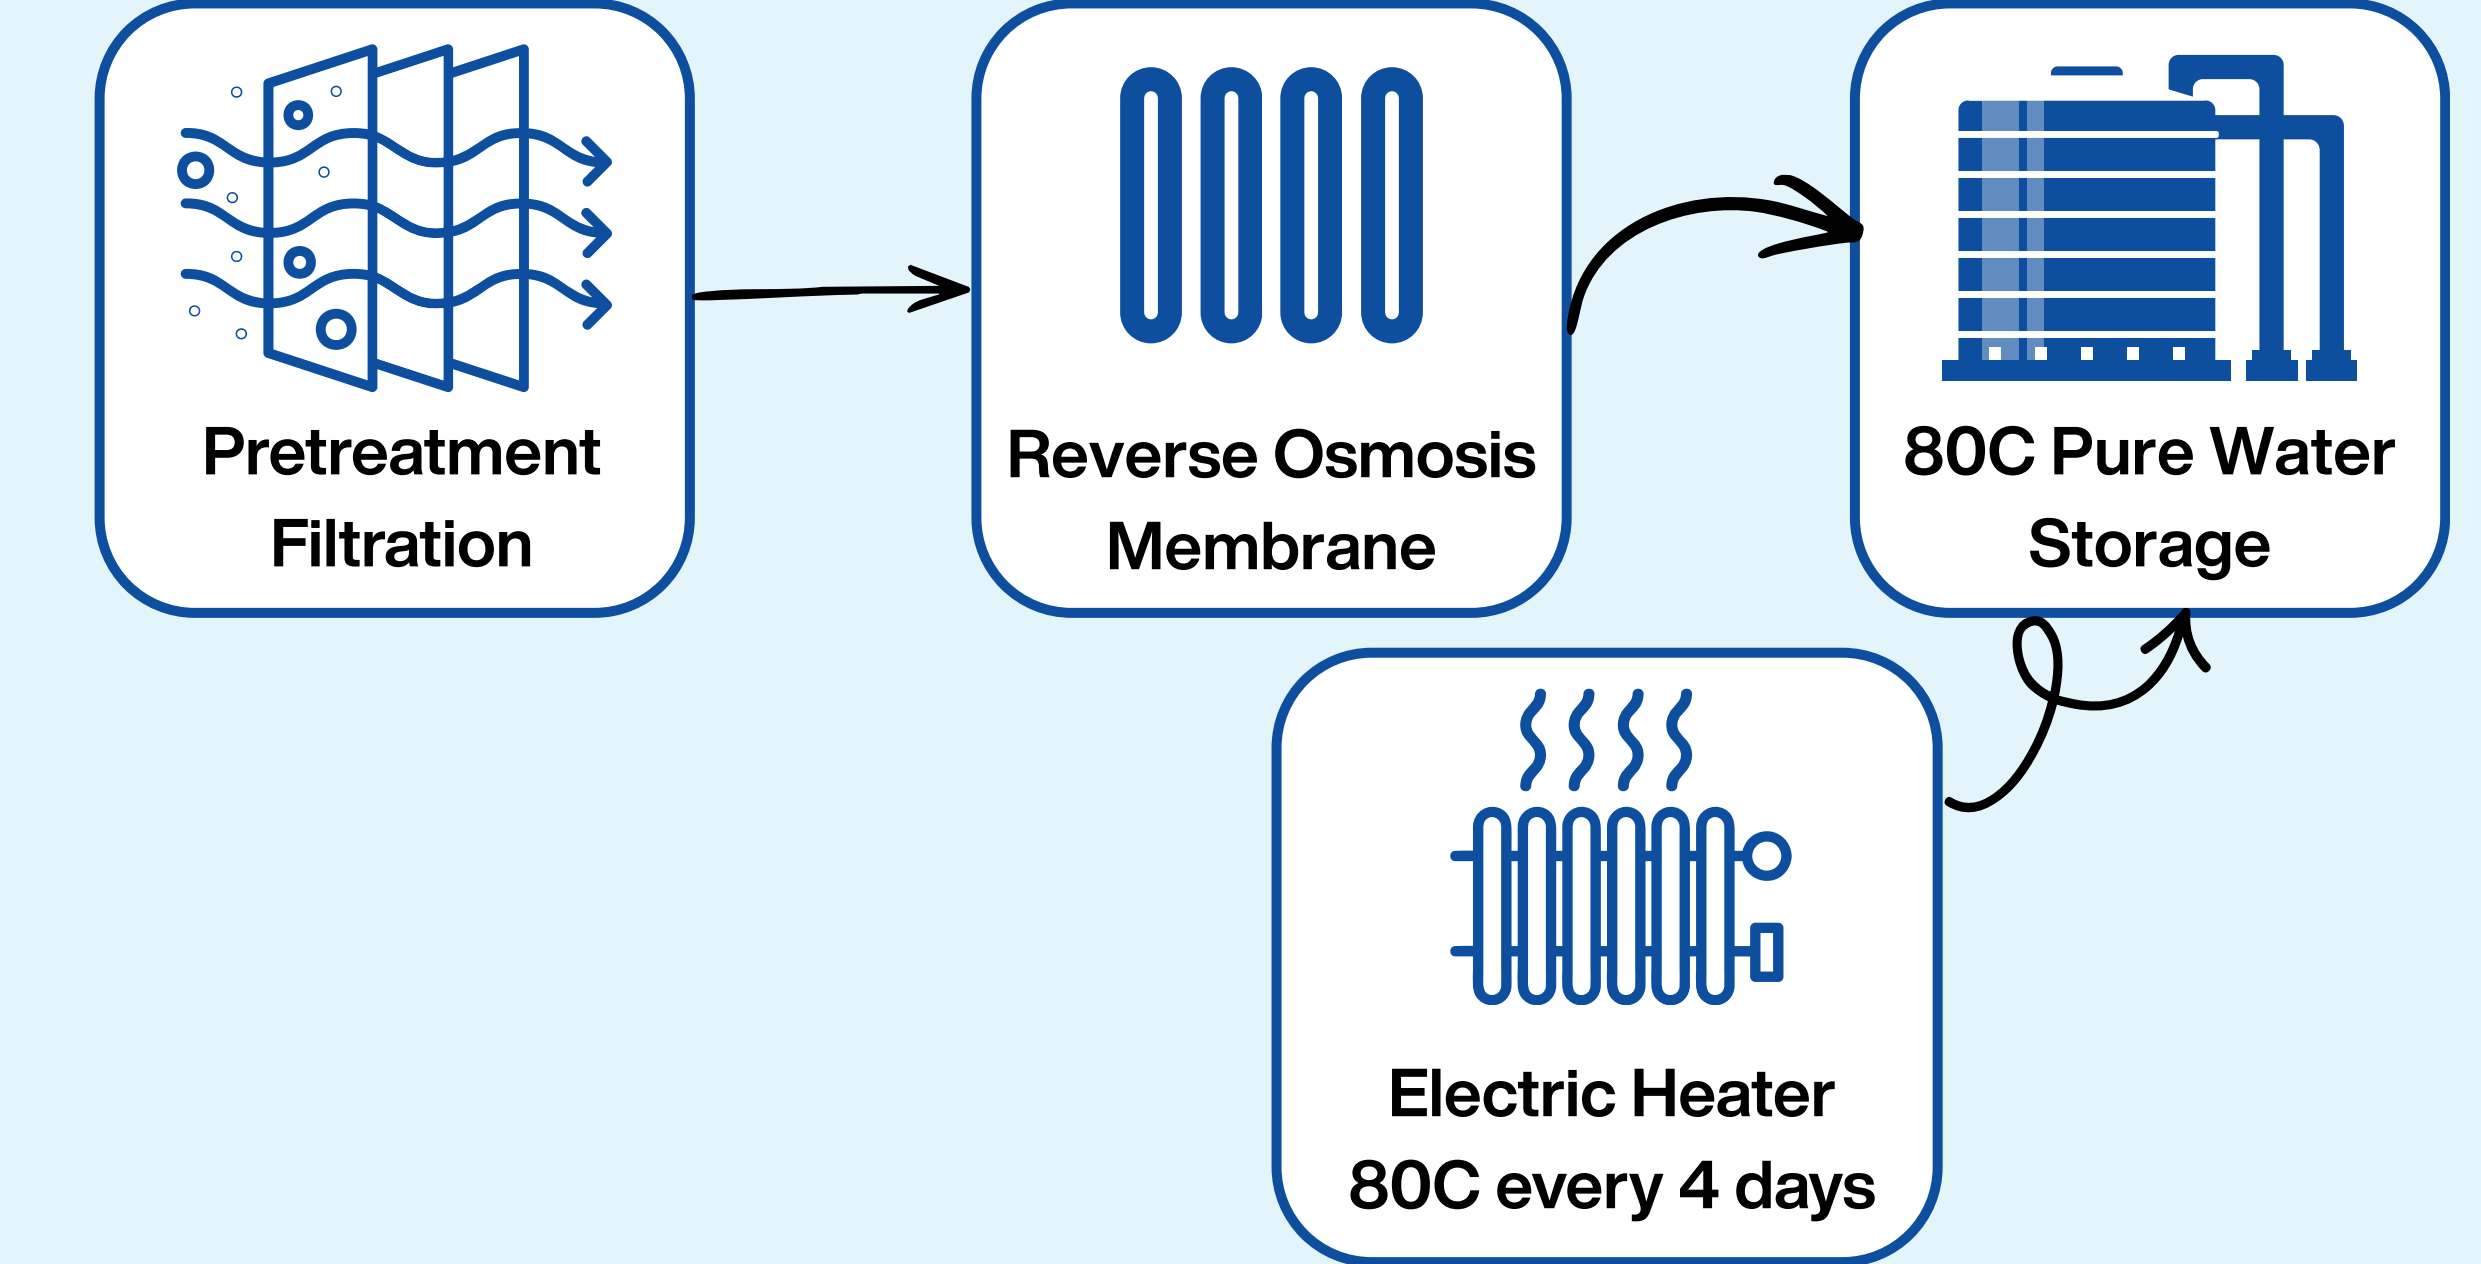 Pretreatment
Filtration
Reverse Osmosis
Membrane
80C Pure Water
Storage
Electric Heater
80C every 4 days